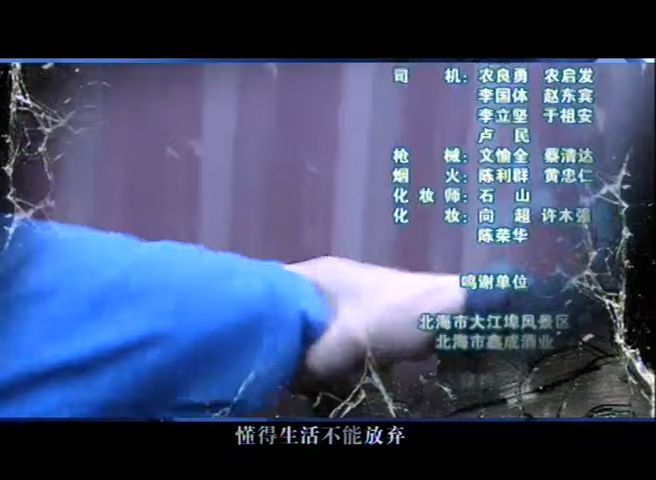 司 机：农良勇 农启发
李国体 赵东宾
李立坚 于祖安
卢 民
枪 械：文愉全 蔡清达
烟 火：陈利群 黄忠仁
化妆师：石 山
化 妆：向 超 许木强
陈荣华
鸣谢单位
北海市大江埠风景区
北海市鑫成酒业
懂得生活不能放弃